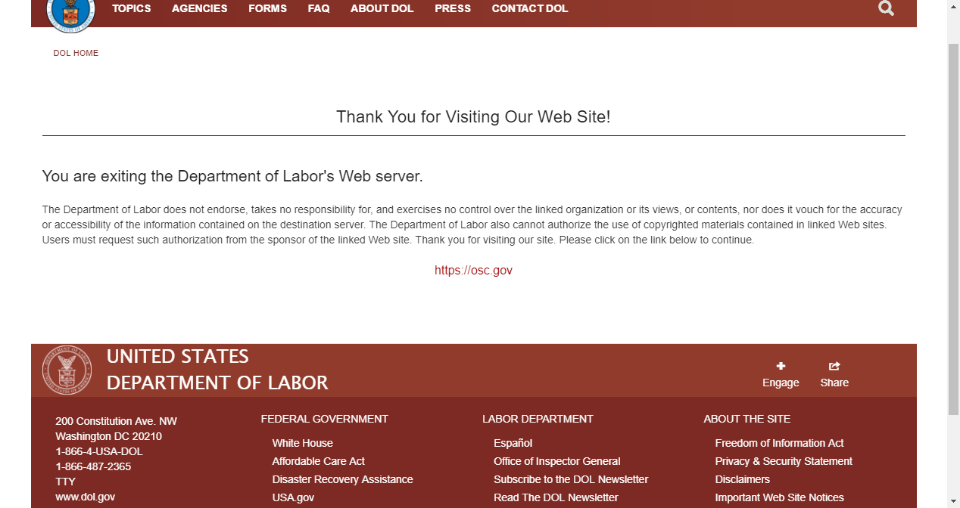 TOPICS AGENCIES FORMS FAQ ABOUT DOL PRESS CONTACT DOL
DOL HOME
Thank You for Visiting Our Web Site!
You are exiting the Department of Labor's Web server.
The Department of Labor does not endorse, takes no responsibility for, and exercises no control over the linked organization or its views, or contents, nor does it vouch for the accuracy
or accessibility of the information contained on the destination server. The Department of Labor also cannot authorize the use of copyrighted materials contained in linked Web sites.
Users must request such authorization from the sponsor of the linked Web site. Thank you for visiting our site. Please click on the link below to continue.
https://osc.gov
UNITED STATES
DEPARTMENT OF LABOR
Engage Share
200 Constitution Ave. NW
Washington DC 20210
1-866-4-USA-DOL
1-866-487-2365
TTY
www.dol.gov
FEDERAL GOVERNMENT
White House
Affordable Care Act
Disaster Recovery Assistance
USA.gov
LABOR DEPARTMENT
Español
Office of Inspector General
Subscribe to the DOL Newsletter
Read The DOL Newsletter
ABOUT THE SITE
Freedom of Information Act
Privacy & Security Statement
Disclaimers
Important Web Site Notices